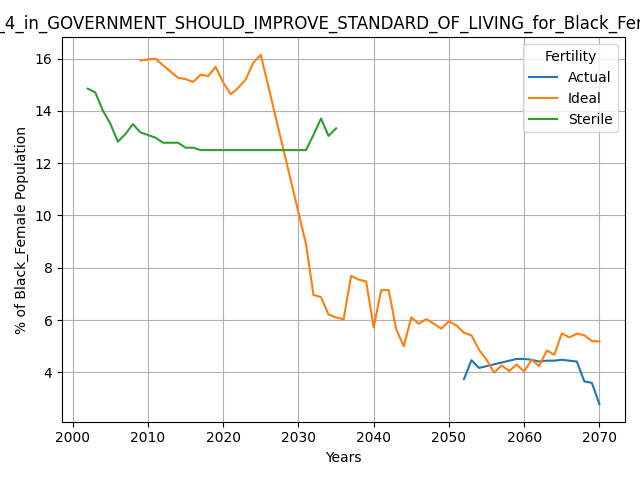 _4_in_GOVERNMENT_SHOULD_IMPROVE_STANDARD_OF_LIVING_for_Black_Fe
Fertility
Actual
Ideal
Sterile
% of Black_Female Population
16
14
12
10
8
6
4
2000 2010 2020 2030 2040 2050 2060 2070
Years